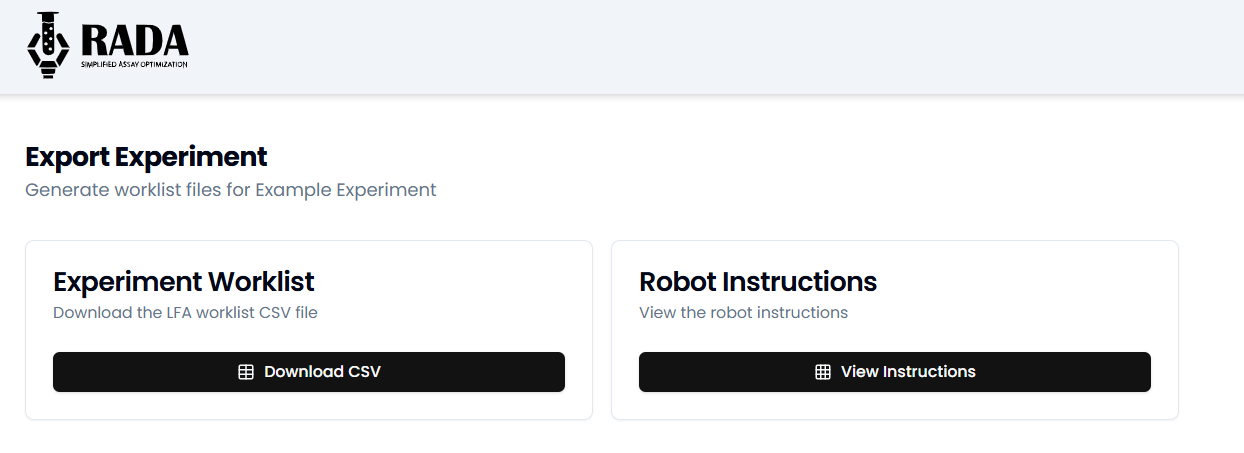 RADA
SIMPLIFIED ASSAY OPTIMIZATION
Export Experiment
Generate worklist files for Example Experiment
Experiment Worklist
Download the LFA worklist CSV file
Download CSV
Robot Instructions
View the robot instructions
View Instructions